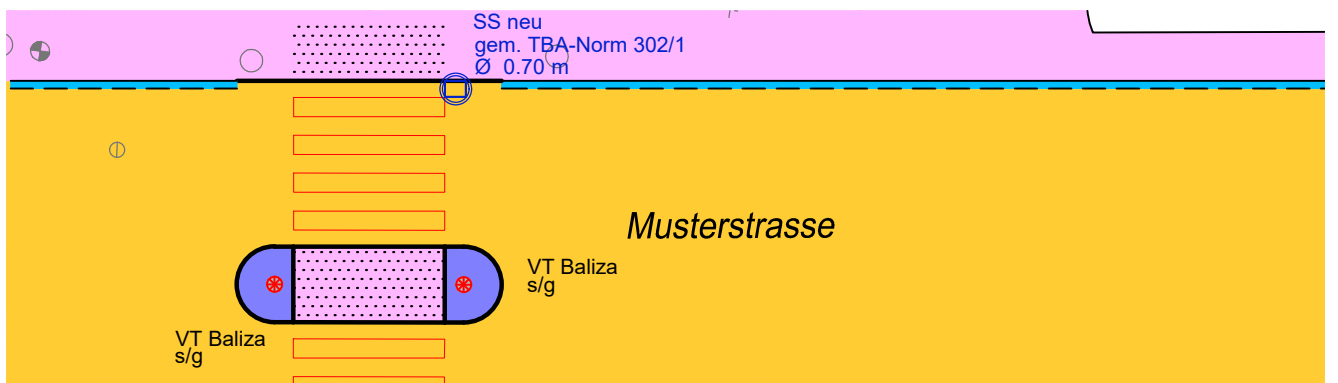 SS neu
gem. TBA-Norm 302/1
Ø 0.70 m
Musterstrasse
VT Baliza
s/g
VT Baliza
s/g